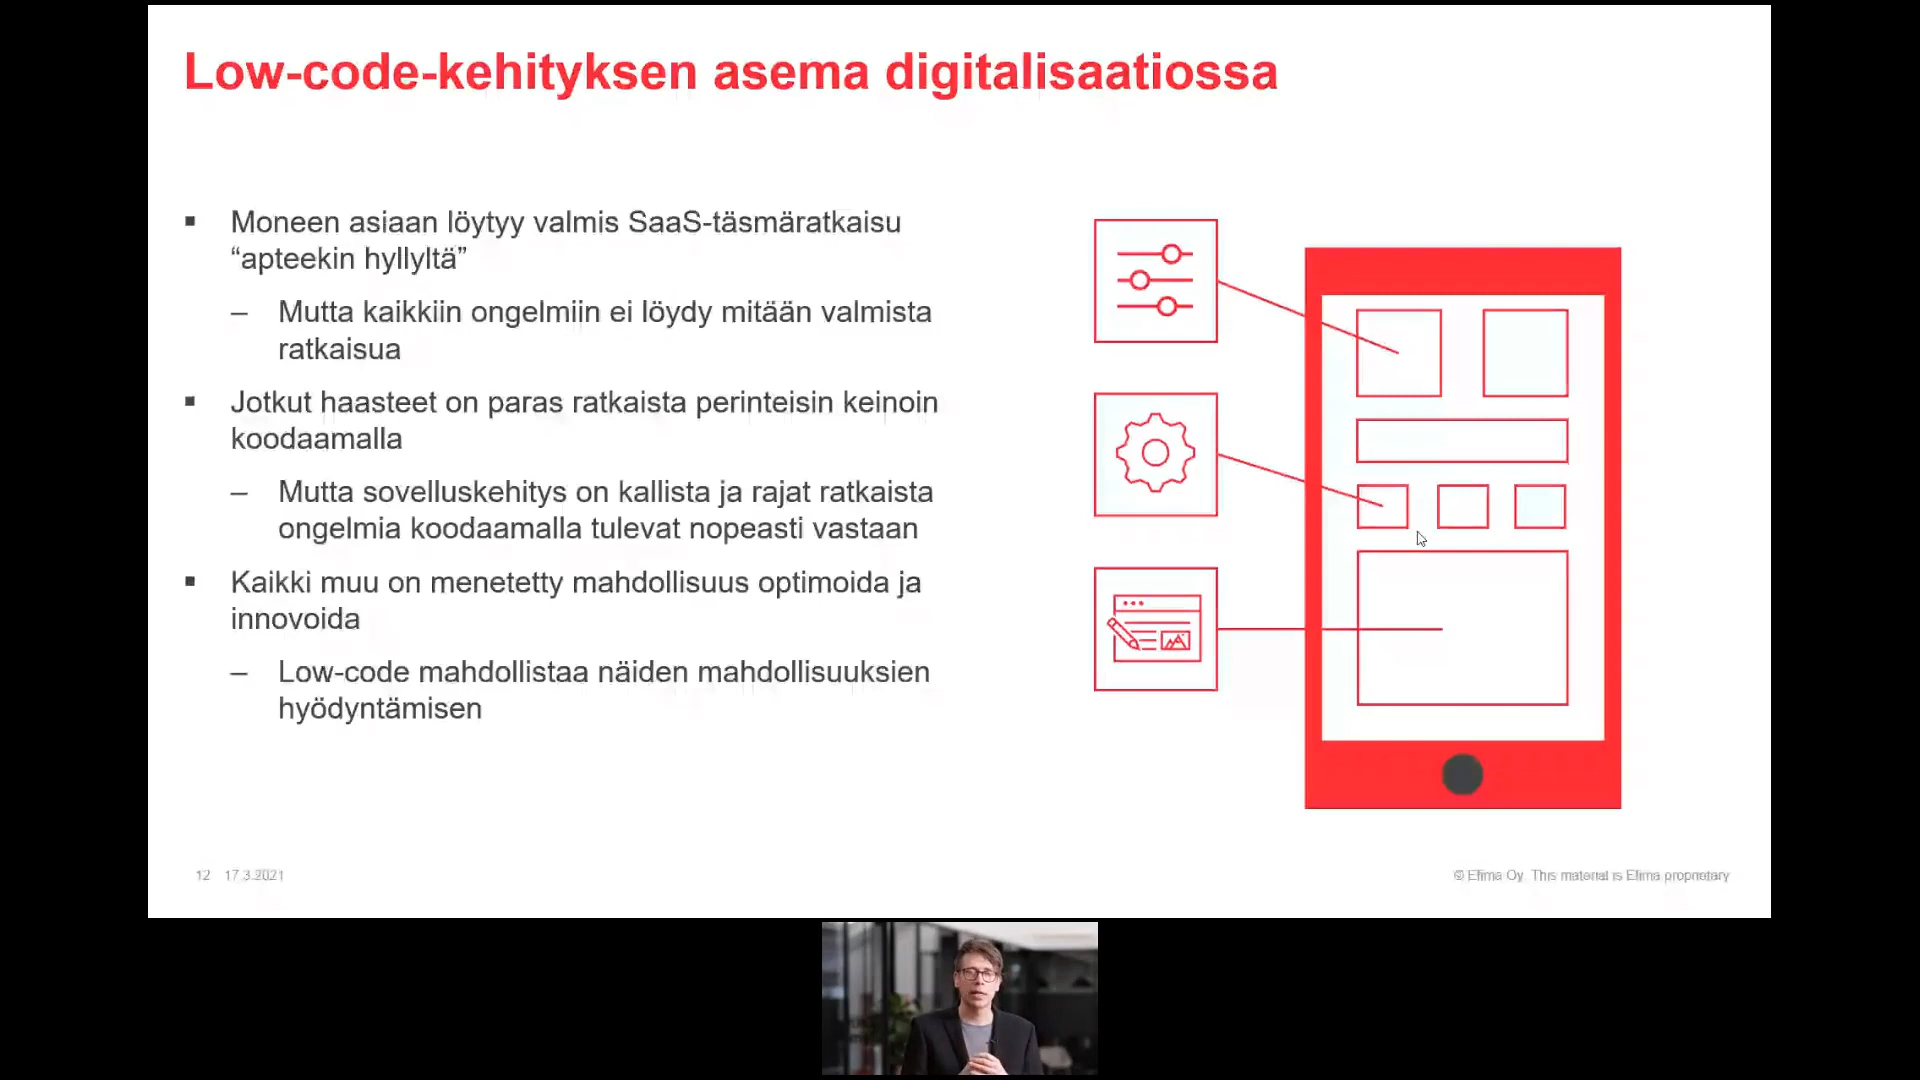 Low-code-kehityksen asema digitalisaatiossa
▪ Moneen asiaan löytyy valmis SaaS-täsmäratkaisu
“apteekin hyllyltä”
– Mutta kaikkiin ongelmiin ei löydy mitään valmista
ratkaisua
▪ Jotkut haasteet on paras ratkaista perinteisin keinoin
koodaamalla
– Mutta sovelluskehitys on kallista ja rajat ratkaista
ongelmia koodaamalla tulevat nopeasti vastaan
▪ Kaikki muu on menetetty mahdollisuus optimoida ja
innovoida
– Low-code mahdollistaa näiden mahdollisuuksien
hyödyntämisen
12 17.3.2021
© Efima Oy. This material is Efima proprietary